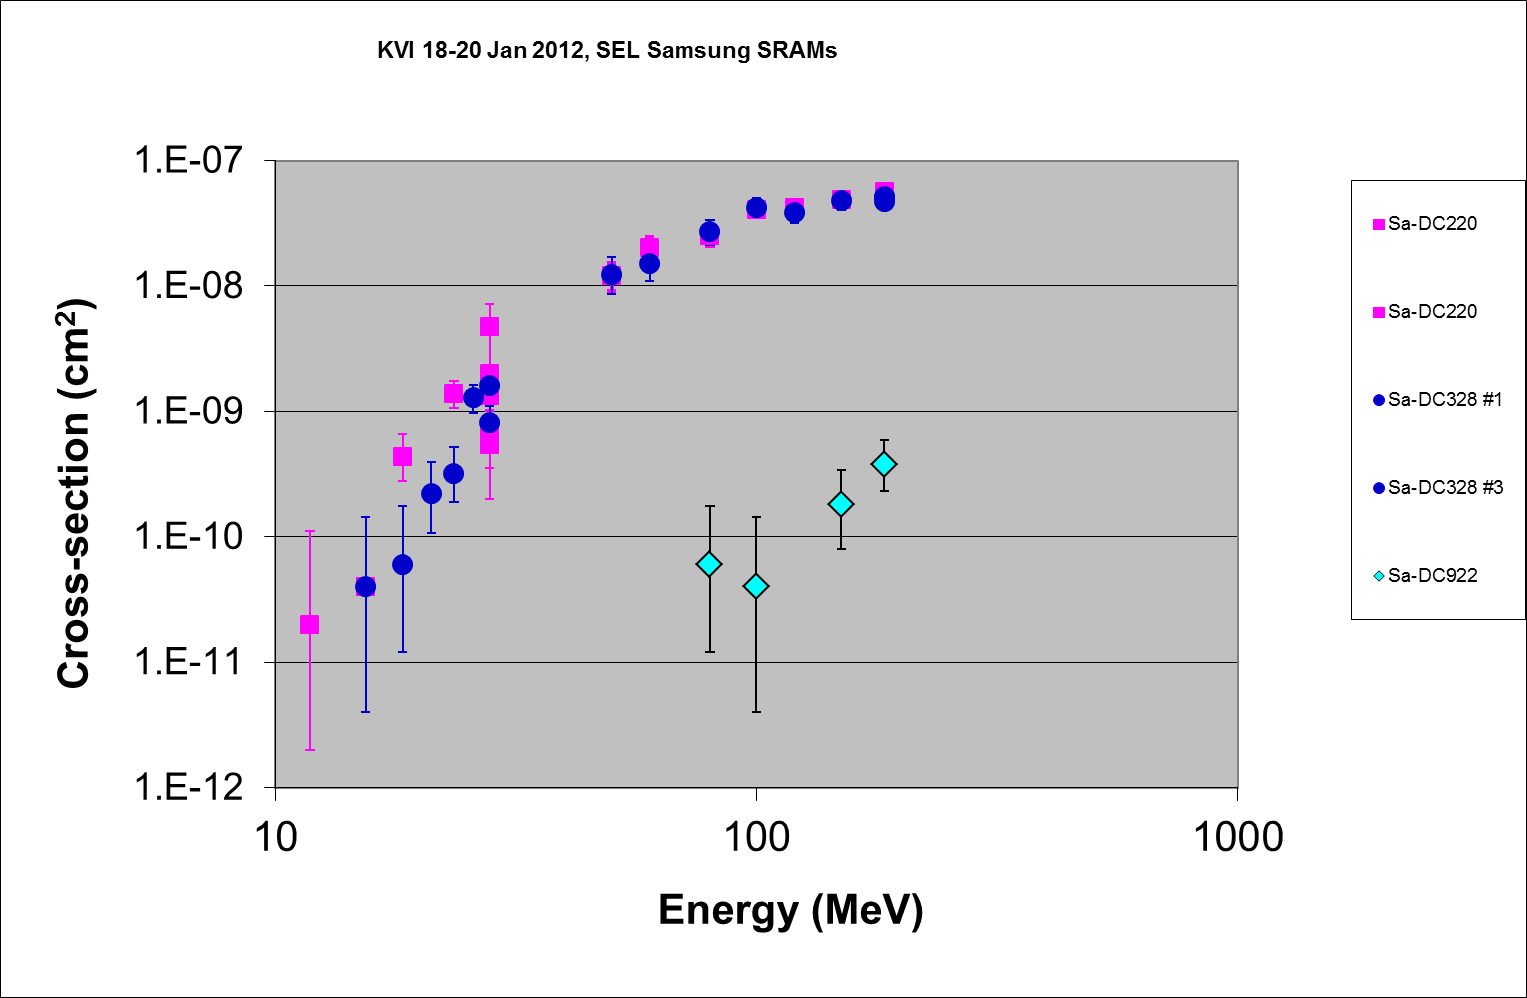 KVI 18-20 Jan 2012, SEL Samsung SRAMs
1.E-07
1.E-08
1.E-09
1.E-10
1.E-11
1.E-12
Cross-section (cm²)
10
100
1000
Energy (MeV)
Sa-DC220
Sa-DC220
Sa-DC328 #1
Sa-DC328 #3
Sa-DC922